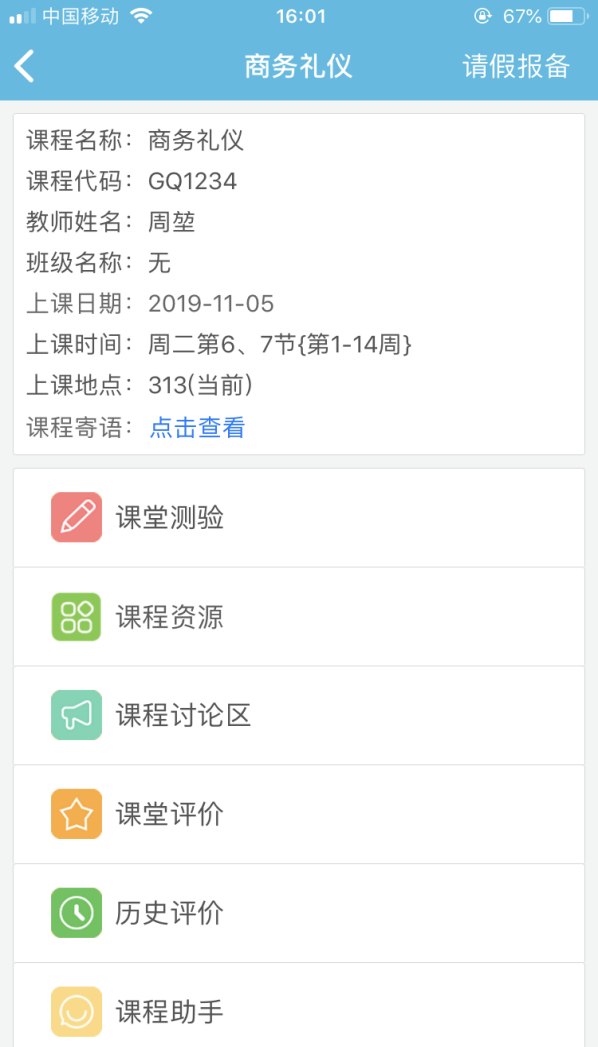 中国移动 16:01 67%
商务礼仪 请假报备
课程名称：商务礼仪
课程代码：GQ1234
教师姓名：周堃
班级名称：无
上课日期：2019-11-05
上课时间：周二第6、7节{第1-14周}
上课地点：313(当前)
课程寄语：点击查看
课堂测验
课程资源
课程讨论区
课堂评价
历史评价
课程助手